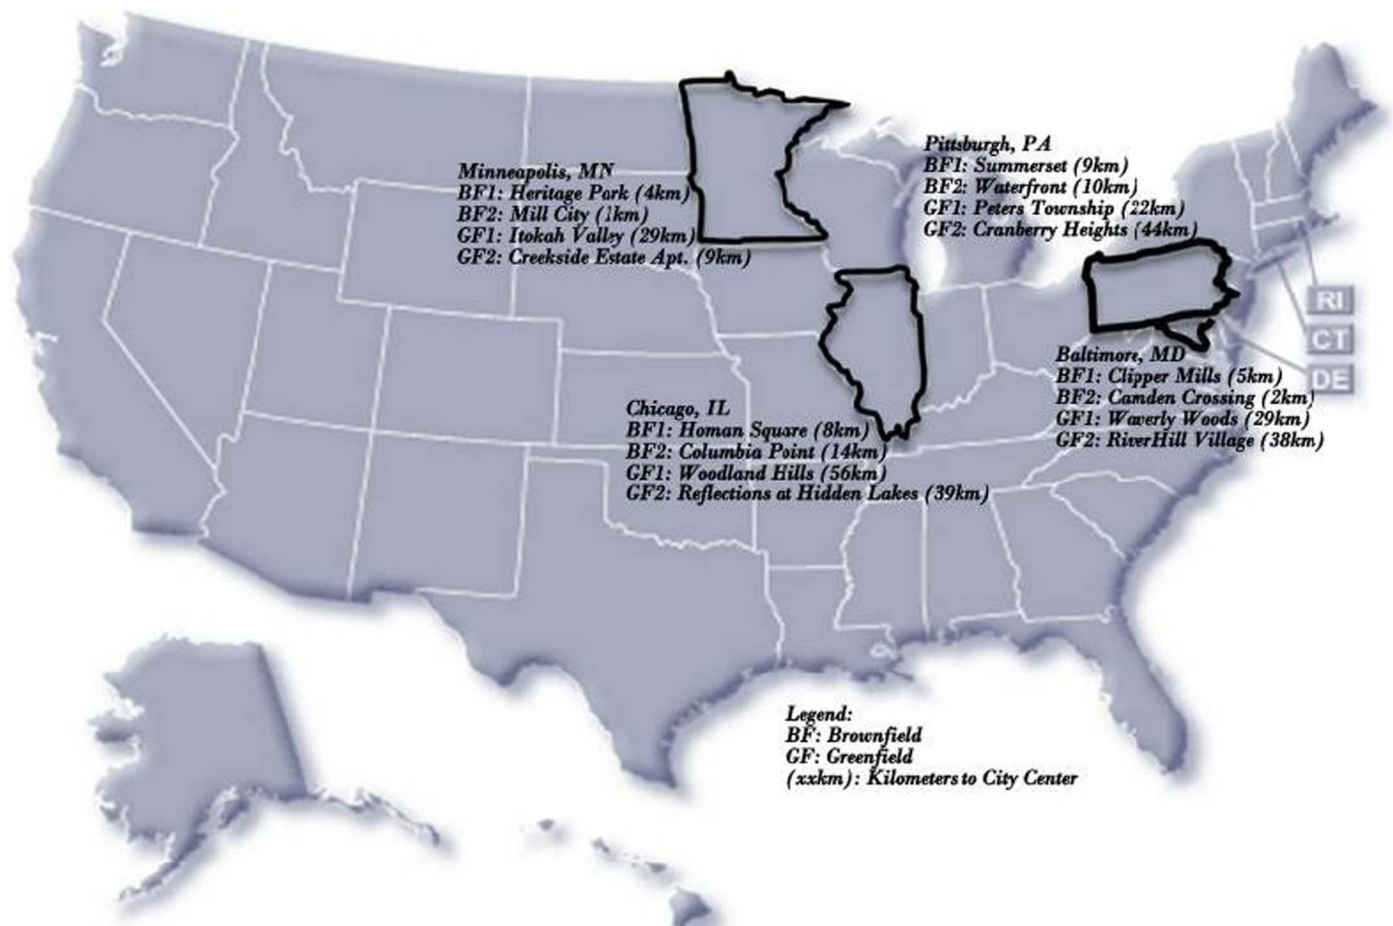 Minneapolis, MN
BF1: Heritage Park (4km)
BF2: Mill City (1km)
GF1: Itokah Valley (29km)
GF2: Creekside Estate Apt. (9km)
Pittsburgh, PA
BF1: Summerset (9km)
BF2: Waterfront (10km)
GF1: Peters Township (22km)
GF2: Cranberry Heights (44km)
RI
CT
DE
Baltimore, MD
BF1: Clipper Mills (5km)
BF2: Camden Crossing (2km)
GF1: Waverly Woods (29km)
GF2: RiverHill Village (38km)
Chicago, IL
BF1: Homan Square (8km)
BF2: Columbia Point (14km)
GF1: Woodland Hills (56km)
GF2: Reflections at Hidden Lakes (39km)
Legend:
BF: Brownfield
GF: Greenfield
(xxkm): Kilometers to City Center